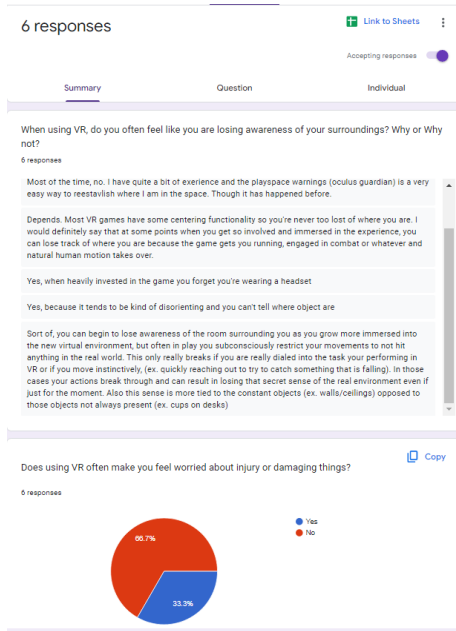 6 responses
Link to Sheets
Accepting responses
Summary
Question
Individual
When using VR, do you often feel like you are losing awareness of your surroundings? Why or Why
not?
6 responses
Most of the time, no. I have quite a bit of exerience and the playspace warnings (oculus guardian) is a very
easy way to reestavlish where I am in the space. Though it has happened before.
Depends. Most VR games have some centering functionality so you're never too lost of where you are. I
would definitely say that at some points when you get so involved and immersed in the experience, you
can lose track of where you are because the game gets you running, engaged in combat or whatever and
natural human motion takes over.
Yes, when heavily invested in the game you forget you're wearing a headset
Yes, because it tends to be kind of disorienting and you can't tell where object are
Sort of, you can begin to lose awareness of the room surrounding you as you grow more immersed into
the new virtual environment, but often in play you subconsciously restrict your movements to not hit
anything in the real world. This only really breaks if you are really dialed into the task your performing in
VR or if you move instinctively, (ex. quickly reaching out to try to catch something that is falling). In those
cases your actions break through and can result in losing that secret sense of the real environment even if
just for the moment. Also this sense is more tied to the constant objects (ex. walls/ceilings) opposed to
those objects not always present (ex. cups on desks)
Copy
Does using VR often make you feel worried about injury or damaging things?
6 responses
Yes
No
66.7%
33.3%